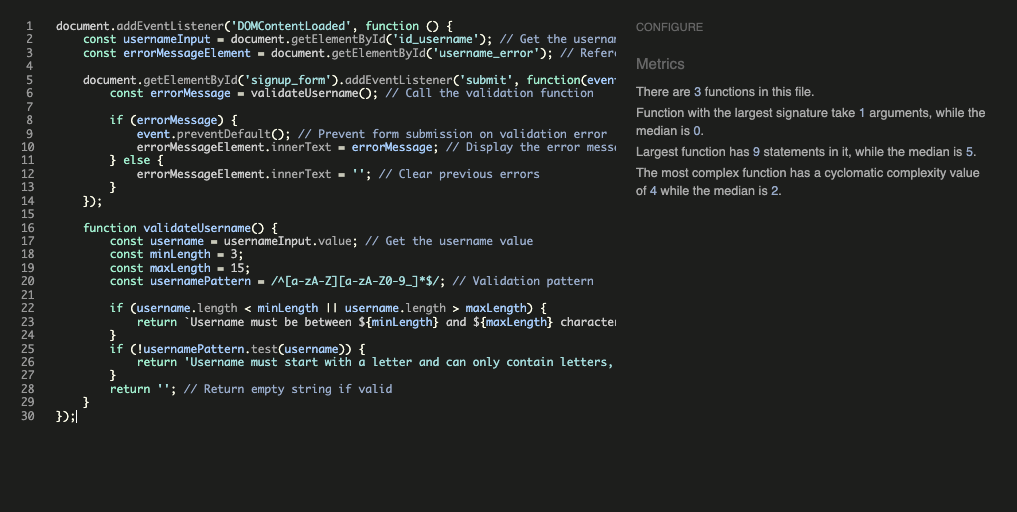 1 document.addEventListener('DOMContentLoaded', function () {
2 const usernameInput = document.getElementById('id_username'); // Get the usernam
3 const errorMessageElement = document.getElementById('username_error'); // Refer
4
5 document.getElementById('signup_form').addEventListener('submit', function(even
6 const errorMessage = validateUsername(); // Call the validation function
7
8 if (errorMessage) {
9 event.preventDefault(); // Prevent form submission on validation error
10 errorMessageElement.innerText = errorMessage; // Display the error mess
11 } else {
12 errorMessageElement.innerText = ''; // Clear previous errors
13 }
14 });
15
16 function validateUsername() {
17 const username = usernameInput.value; // Get the username value
18 const minLength = 3;
19 const maxLength = 15;
20 const usernamePattern = /^[a-zA-Z][a-zA-Z0-9_]*$/; // Validation pattern
21
22 if (username.length < minLength || username.length > maxLength) {
23 return `Username must be between ${minLength} and ${maxLength} characte
24 }
25 if (!usernamePattern.test(username)) {
26 return 'Username must start with a letter and can only contain letters,
27 }
28 return ''; // Return empty string if valid
29 }
30 });
CONFIGURE
Metrics
There are 3 functions in this file.
Function with the largest signature take 1 arguments, while the
median is 0.
Largest function has 9 statements in it, while the median is 5.
The most complex function has a cyclomatic complexity value
of 4 while the median is 2.